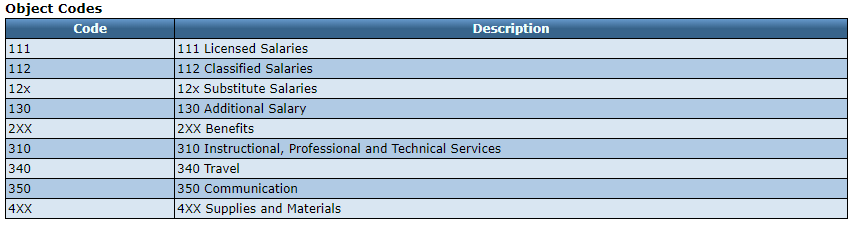 Object Codes
Code Description
111 111 Licensed Salaries
112 112 Classified Salaries
12x 12x Substitute Salaries
130 130 Additional Salary
2XX 2XX Benefits
310 310 Instructional, Professional and Technical Services
340 340 Travel
350 350 Communication
4XX 4XX Supplies and Materials